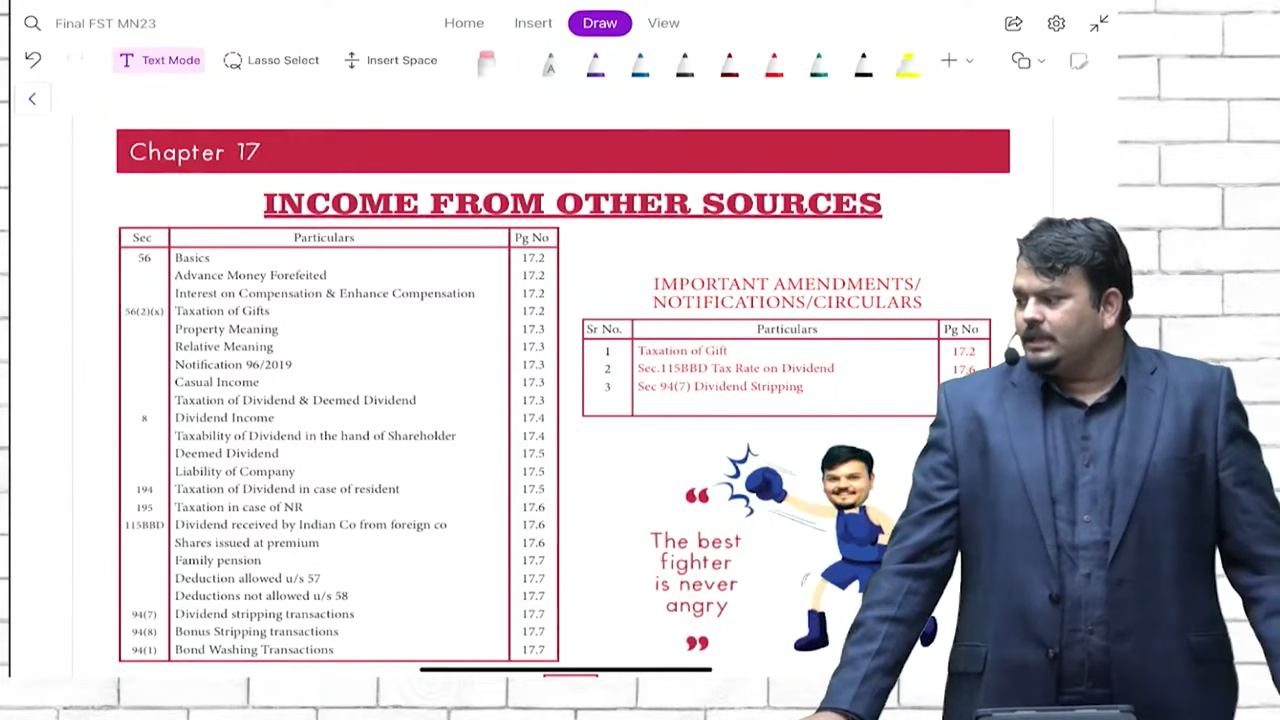 Final FST MN23
Home Insert Draw View
T Text Mode Lasso Select Insert Space
A
Chapter 17
INCOME FROM OTHER SOURCES
Sec Particulars Pg No
56 Basics 17.2
Advance Money Forefeited 17.2
Interest on Compensation & Enhance Compensation 17.2
56(2)(x) Taxation of Gifts 17.2
Property Meaning 17.3
Relative Meaning 17.3
Notification 96/2019 17.3
Casual Income 17.3
Taxation of Dividend & Deemed Dividend 17.3
8 Dividend Income 17.4
Taxability of Dividend in the hand of Shareholder 17.4
Deemed Dividend 17.5
Liability of Company 17.5
194 Taxation of Dividend in case of resident 17.5
195 Taxation in case of NR 17.6
115BBD Dividend received by Indian Co from foreign co 17.6
Shares issued at premium 17.6
Family pension 17.7
Deduction allowed u/s 57 17.7
Deductions not allowed u/s 58 17.7
94(7) Dividend stripping transactions 17.7
94(8) Bonus Stripping transactions 17.7
94(1) Bond Washing Transactions 17.7
IMPORTANT AMENDMENTS/
NOTIFICATIONS/CIRCULARS
Sr No. Particulars Pg No
1 Taxation of Gift 17.2
2 Sec.115BBD Tax Rate on Dividend 17.6
3 Sec 94(7) Dividend Stripping
“
The best
fighter
is never
angry
”